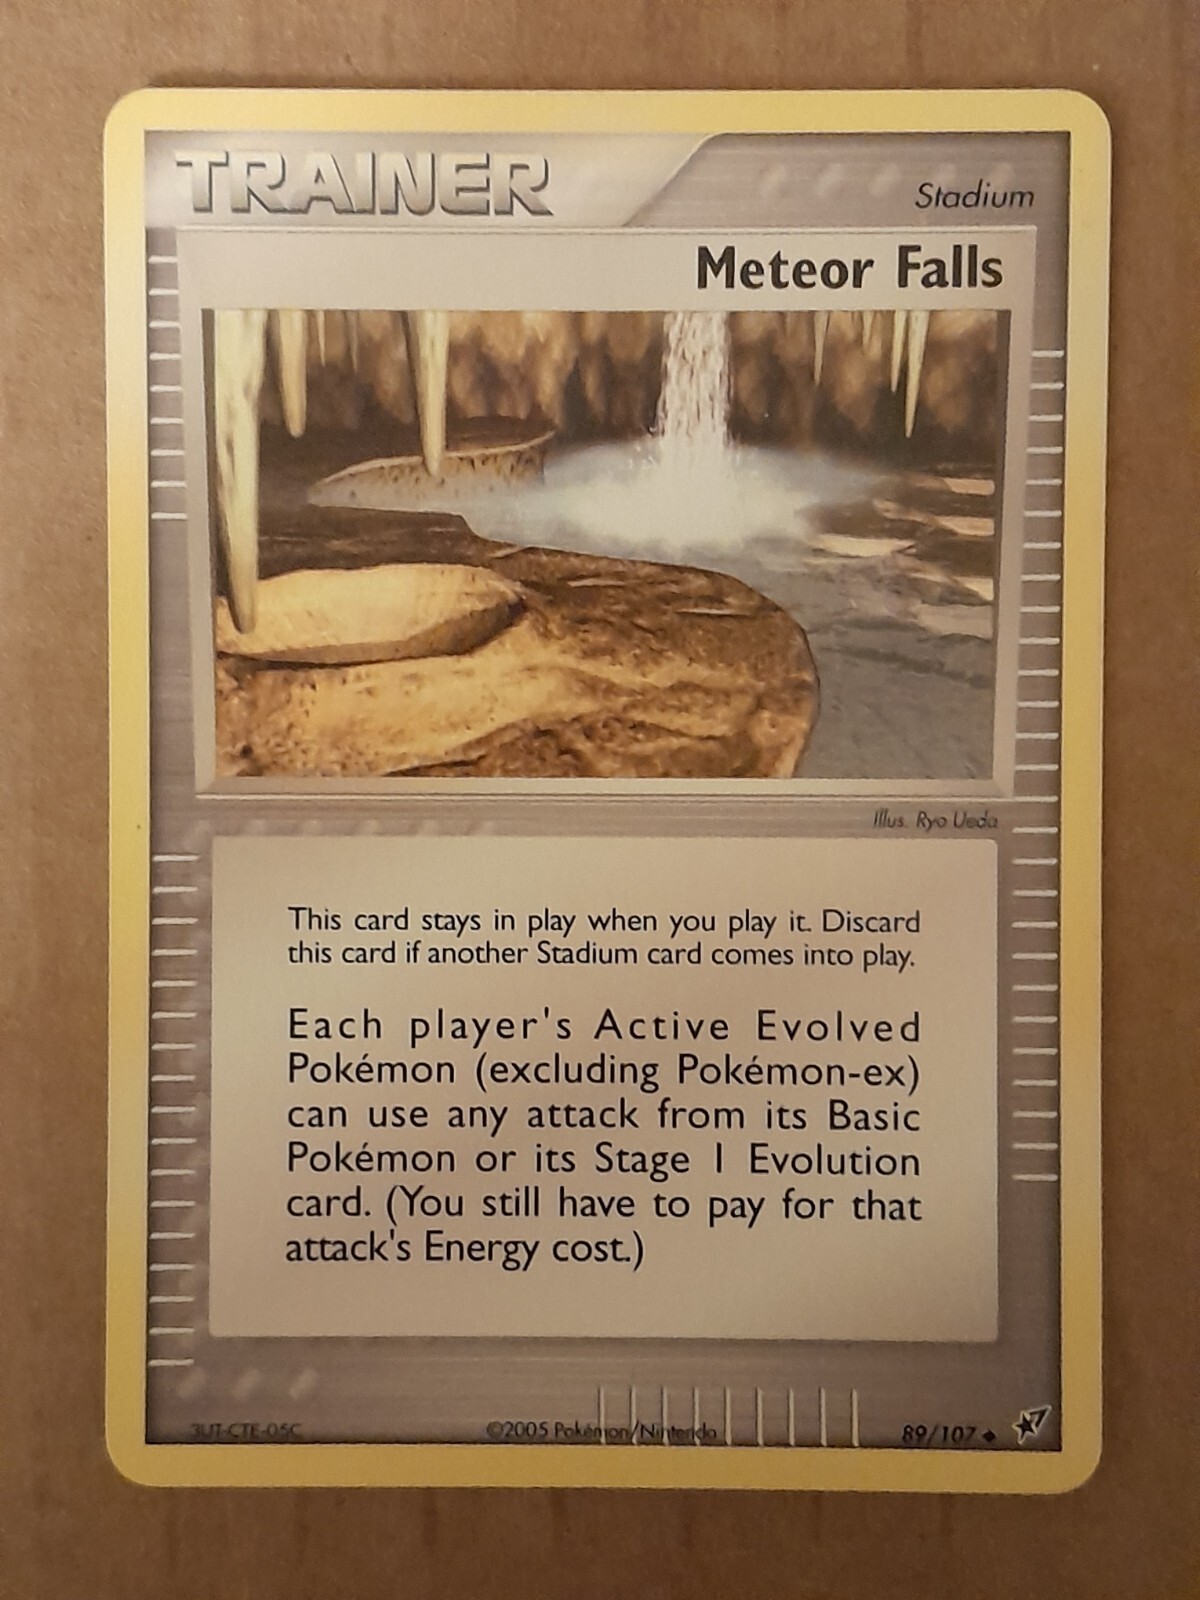 TRAINER
Stadium
Meteor Falls
Illus. Ryo Ueda
This card stays in play when you play it. Discard
this card if another Stadium card comes into play.
Each player's Active Evolved
Pokémon (excluding Pokémon-ex)
can use any attack from its Basic
Pokémon or its Stage 1 Evolution
card. (You still have to pay for that
attack's Energy cost.)
3UT-CTE-05C
©2005 Pokémon/Nintendo
89/107